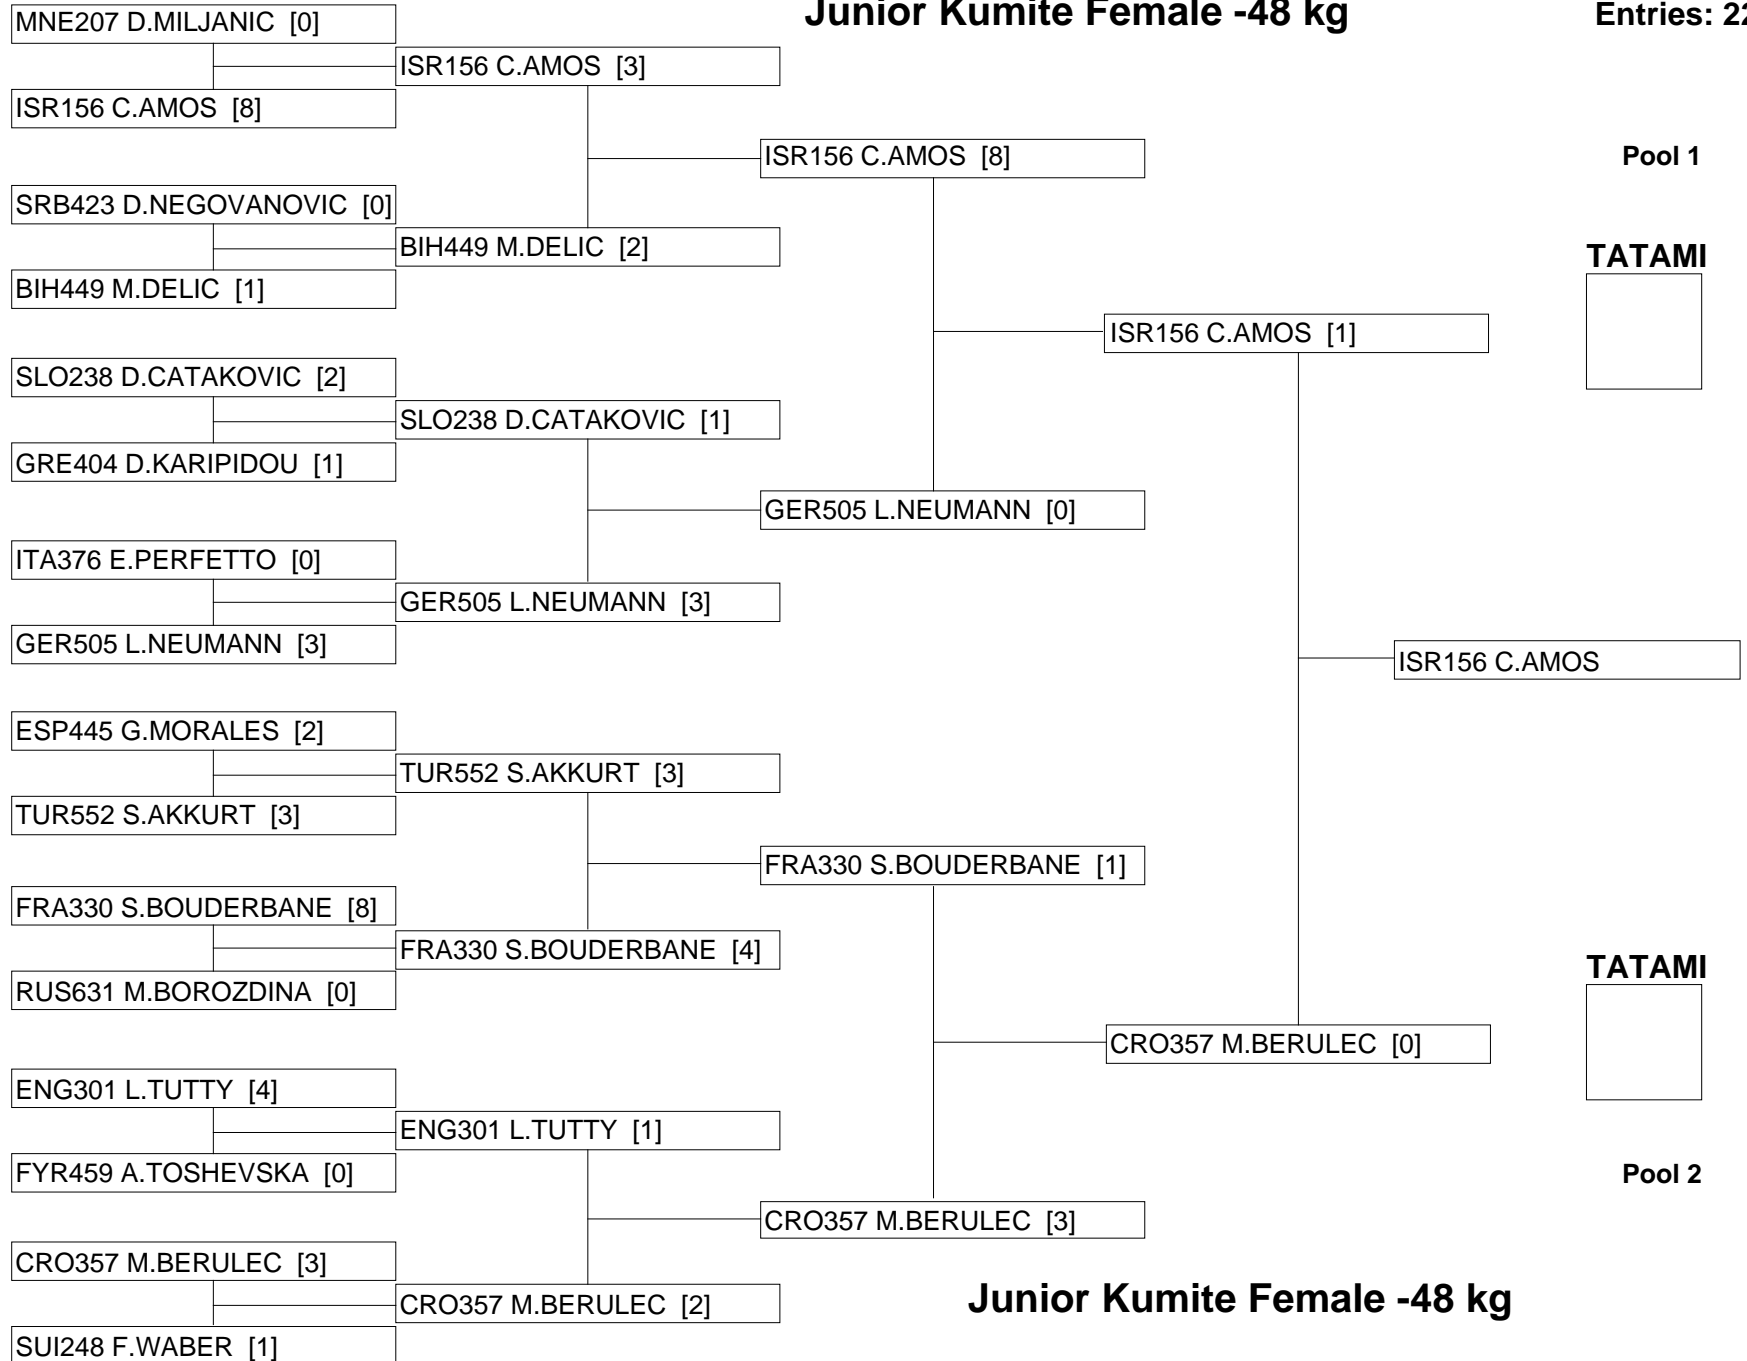 Junior Kumite Female -48 kg
Entries: 22
MNE207 D.MILJANIC [0]
ISR156 C.AMOS [8]
SRB423 D.NEGOVANOVIC [0]
BIH449 M.DELIC [1]
SLO238 D.CATAKOVIC [2]
GRE404 D.KARIPIDOU [1]
ITA376 E.PERFETTO [0]
GER505 L.NEUMANN [3]
ESP445 G.MORALES [2]
TUR552 S.AKKURT [3]
FRA330 S.BOUDERBANE [8]
RUS631 M.BOROZDINA [0]
ENG301 L.TUTTY [4]
FYR459 A.TOSHEVSKA [0]
CRO357 M.BERULEC [3]
SUI248 F.WABER [1]
ISR156 C.AMOS [3]
BIH449 M.DELIC [2]
SLO238 D.CATAKOVIC [1]
GER505 L.NEUMANN [3]
TUR552 S.AKKURT [3]
FRA330 S.BOUDERBANE [4]
ENG301 L.TUTTY [1]
CRO357 M.BERULEC [2]
ISR156 C.AMOS [8]
GER505 L.NEUMANN [0]
FRA330 S.BOUDERBANE [1]
CRO357 M.BERULEC [3]
ISR156 C.AMOS [1]
CRO357 M.BERULEC [0]
ISR156 C.AMOS
Pool 1
TATAMI
TATAMI
Pool 2
Junior Kumite Female -48 kg